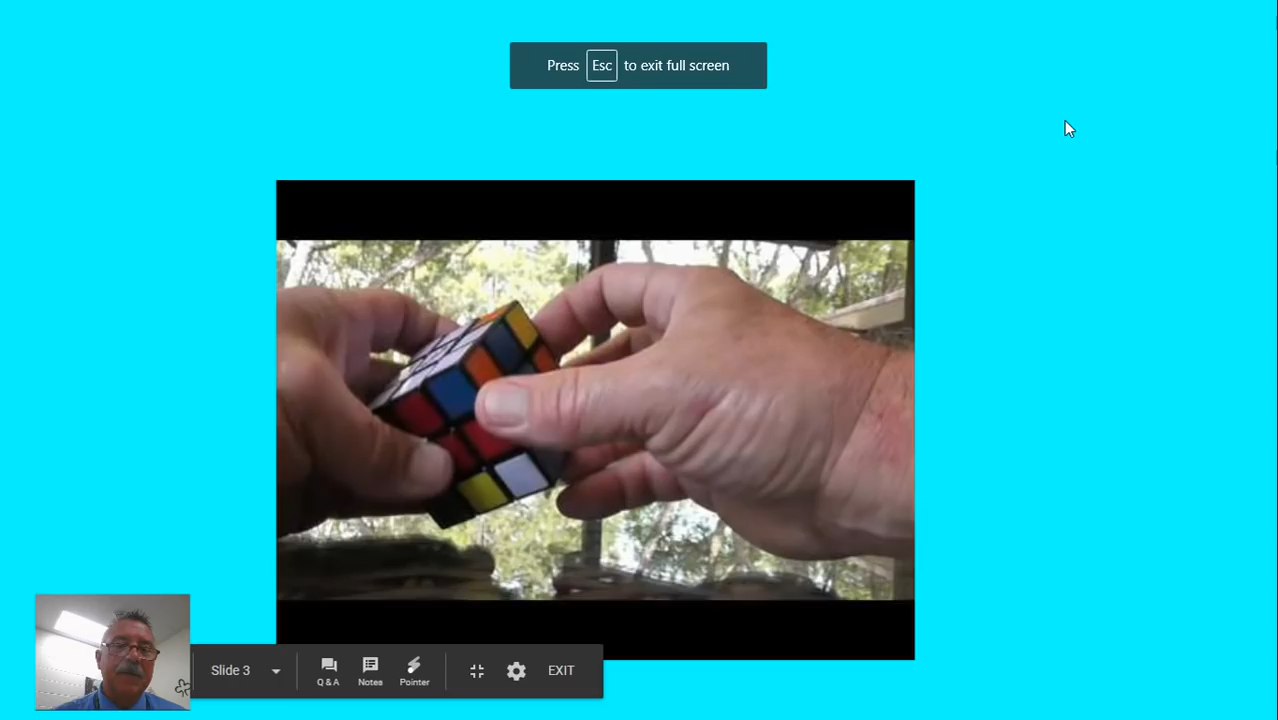 Press Esc to exit full screen
Slide 3
Q & A
Notes
Pointer
EXIT